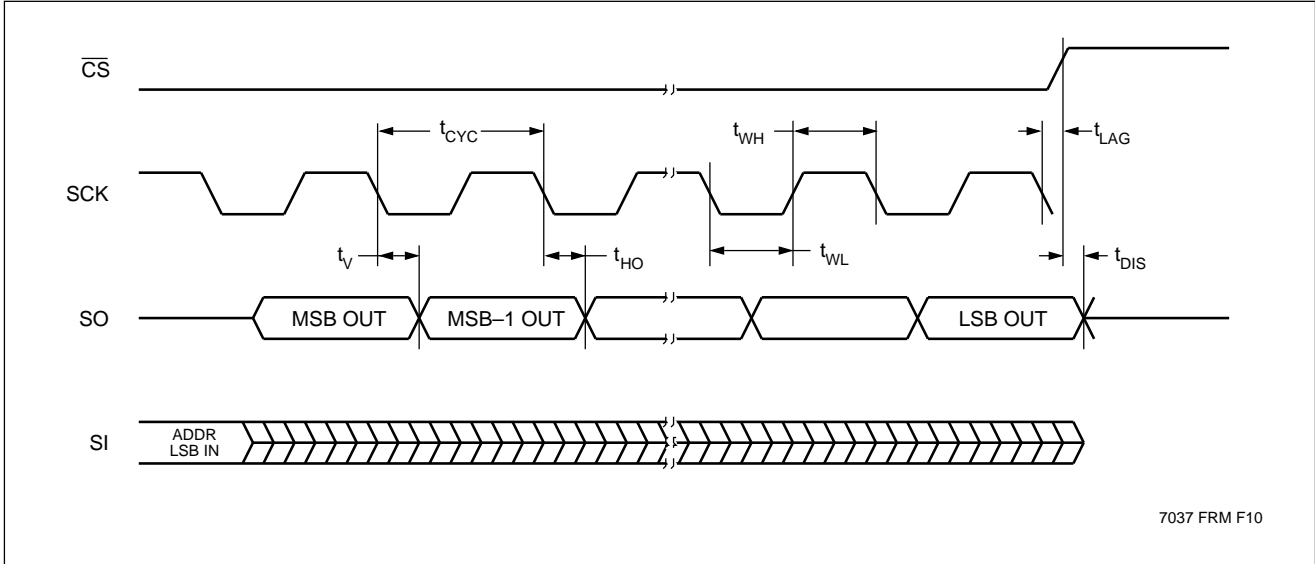 CS
tCYC
tWH
tLAG
SCK
tV
tHO
tWL
tDIS
SO
MSB OUT
MSB–1 OUT
LSB OUT
SI
ADDR
LSB IN
7037 FRM F10